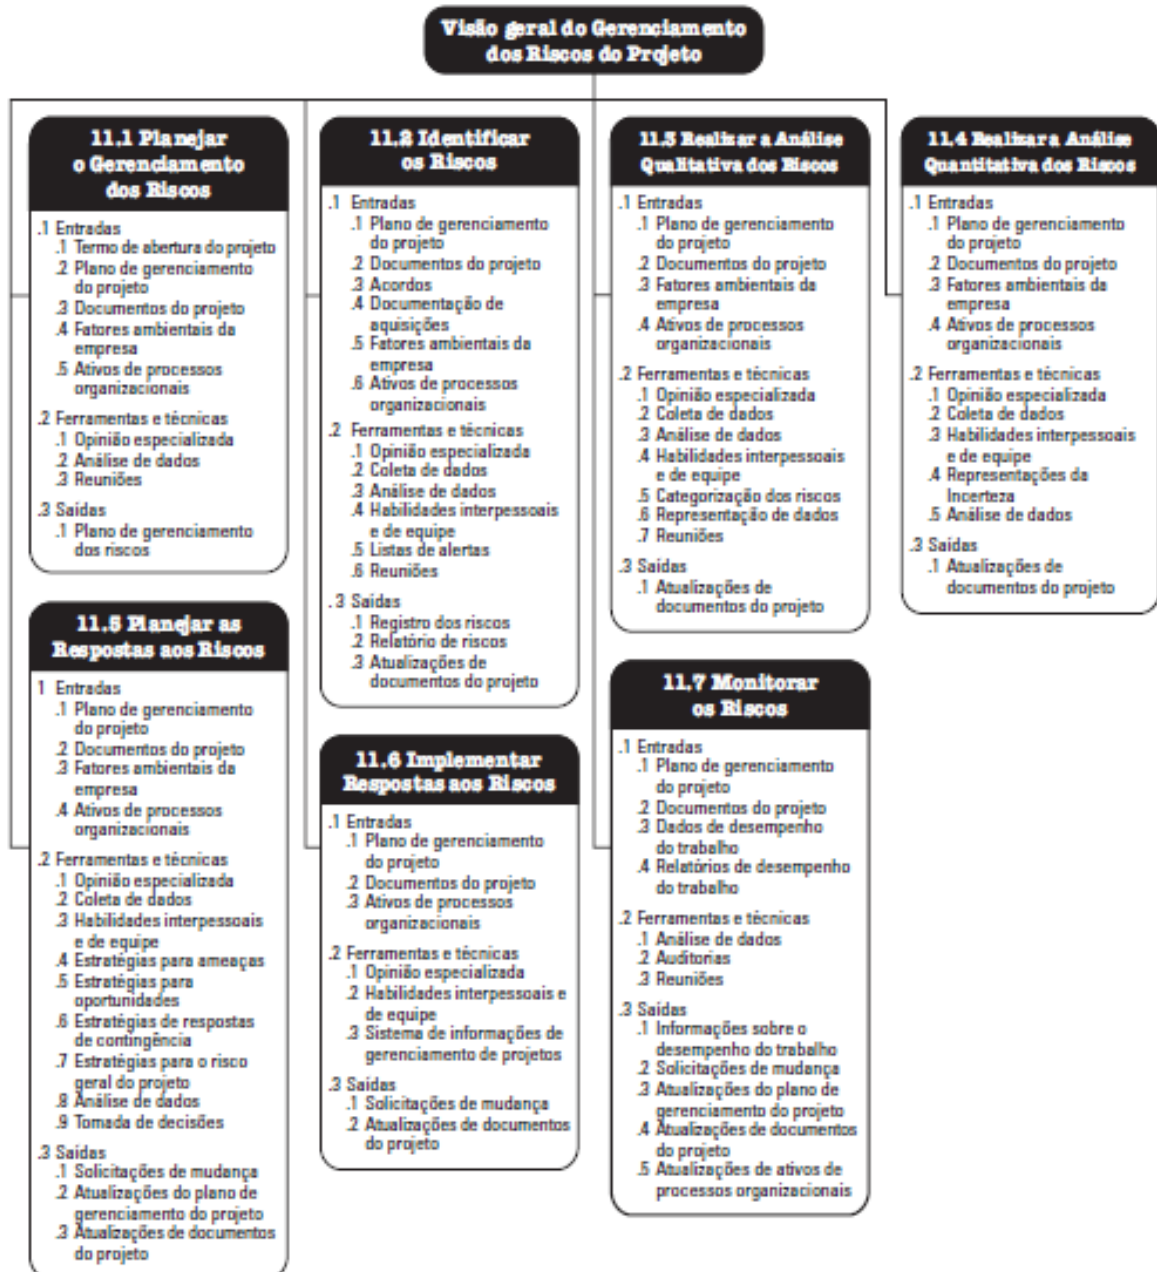 Visão geral do Gerenciamento
dos Riscos do Projeto
11.1 Planejar
o Gerenciamento
dos Riscos
.1 Entradas
.1 Termo de abertura do projeto
.2 Plano de gerenciamento
do projeto
.3 Documentos do projeto
.4 Fatores ambientais da
empresa
.5 Ativos de processos
organizacionais
.2 Ferramentas e técnicas
.1 Opinião especializada
.2 Análise de dados
.3 Reuniões
.3 Saídas
.1 Plano de gerenciamento
dos riscos
11.2 Identificar
os Riscos
.1 Entradas
.1 Plano de gerenciamento
do projeto
.2 Documentos do projeto
.3 Acordos
.4 Documentação de
aquisições
.5 Fatores ambientais da
empresa
.6 Ativos de processos
organizacionais
.2 Ferramentas e técnicas
.1 Opinião especializada
.2 Coleta de dados
.3 Análise de dados
.4 Habilidades interpessoais
e de equipe
.5 Listas de alertas
.6 Reuniões
.3 Saídas
.1 Registro dos riscos
.2 Relatório de riscos
.3 Atualizações de
documentos do projeto
11.3 Realizar a Análise
Qualitativa dos Riscos
.1 Entradas
.1 Plano de gerenciamento
do projeto
.2 Documentos do projeto
.3 Fatores ambientais da
empresa
.4 Ativos de processos
organizacionais
.2 Ferramentas e técnicas
.1 Opinião especializada
.2 Coleta de dados
.3 Análise de dados
.4 Habilidades interpessoais
e de equipe
.5 Categorização dos riscos
.6 Representação de dados
.7 Reuniões
.3 Saídas
.1 Atualizações de
documentos do projeto
11.4 Realizar a Análise
Quantitativa dos Riscos
.1 Entradas
.1 Plano de gerenciamento
do projeto
.2 Documentos do projeto
.3 Fatores ambientais da
empresa
.4 Ativos de processos
organizacionais
.2 Ferramentas e técnicas
.1 Opinião especializada
.2 Coleta de dados
.3 Habilidades interpessoais
e de equipe
.4 Representações da
Incerteza
.5 Análise de dados
.3 Saídas
.1 Atualizações de
documentos do projeto
11.5 Planejar as
Respostas aos Riscos
1 Entradas
.1 Plano de gerenciamento
do projeto
.2 Documentos do projeto
.3 Fatores ambientais da
empresa
.4 Ativos de processos
organizacionais
.2 Ferramentas e técnicas
.1 Opinião especializada
.2 Coleta de dados
.3 Habilidades interpessoais
e de equipe
.4 Estratégias para ameaças
.5 Estratégias para
oportunidades
.6 Estratégias de respostas
de contingência
.7 Estratégias para o risco
geral do projeto
.8 Análise de dados
.9 Tomada de decisões
.3 Saídas
.1 Solicitações de mudança
.2 Atualizações do plano de
gerenciamento do projeto
.3 Atualizações de documentos
do projeto
11.6 Implementar
Respostas aos Riscos
.1 Entradas
.1 Plano de gerenciamento
do projeto
.2 Documentos do projeto
.3 Ativos de processos
organizacionais
.2 Ferramentas e técnicas
.1 Opinião especializada
.2 Habilidades interpessoais e
de equipe
.3 Sistema de informações de
gerenciamento de projetos
.3 Saídas
.1 Solicitações de mudança
.2 Atualizações de documentos
do projeto
11.7 Monitorar
os Riscos
.1 Entradas
.1 Plano de gerenciamento
do projeto
.2 Documentos do projeto
.3 Dados de desempenho
do trabalho
.4 Relatórios de desempenho
do trabalho
.2 Ferramentas e técnicas
.1 Análise de dados
.2 Auditorias
.3 Reuniões
.3 Saídas
.1 Informações sobre o
desempenho do trabalho
.2 Solicitações de mudança
.3 Atualizações do plano de
gerenciamento do projeto
.4 Atualizações de documentos
do projeto
.5 Atualizações de ativos de
processos organizacionais